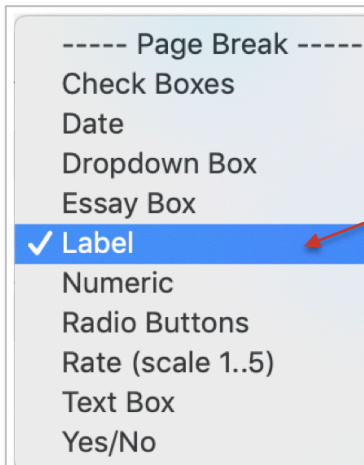 ----- Page Break -----
Check Boxes
Date
Dropdown Box
Essay Box
✓ Label
Numeric
Radio Buttons
Rate (scale 1..5)
Text Box
Yes/No